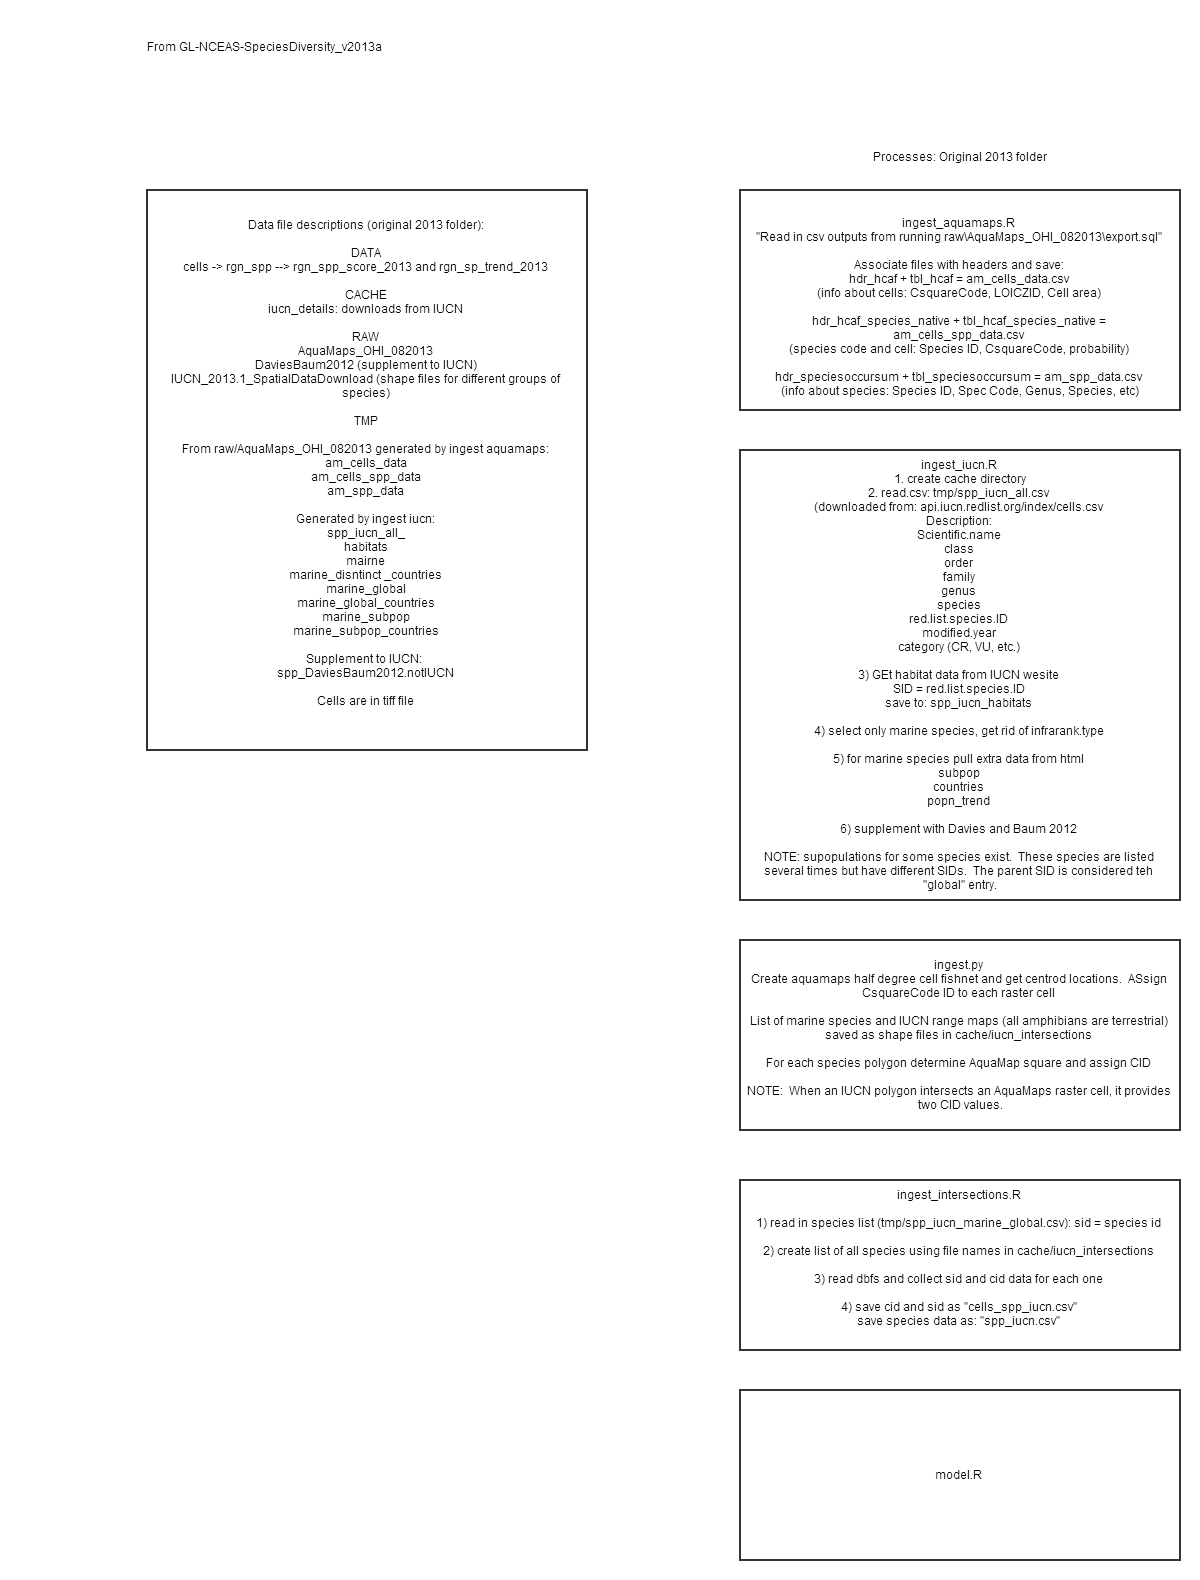 From GL-NCEAS-SpeciesDiversity_v2013a
Data file descriptions (original 2013 folder):
DATA
cells -> rgn_spp --> rgn_spp_score_2013 and rgn_sp_trend_2013
CACHE
iucn_details: downloads from IUCN
RAW
AquaMaps_OHI_082013
DaviesBaum2012 (supplement to IUCN)
IUCN_2013.1_SpatialDataDownload (shape files for different groups of
species)
TMP
From raw/AquaMaps_OHI_082013 generated by ingest aquamaps:
am_cells_data
am_cells_spp_data
am_spp_data
Generated by ingest iucn:
spp_iucn_all_
habitats
mairne
marine_disntinct _countries
marine_global
marine_global_countries
marine_subpop
marine_subpop_countries
Supplement to IUCN:
spp_DaviesBaum2012.notIUCN
Cells are in tiff file
Processes: Original 2013 folder
ingest_aquamaps.R
"Read in csv outputs from running raw\AquaMaps_OHI_082013\export.sql"
Associate files with headers and save:
hdr_hcaf + tbl_hcaf = am_cells_data.csv
(info about cells: CsquareCode, LOICZID, Cell area)
hdr_hcaf_species_native + tbl_hcaf_species_native =
am_cells_spp_data.csv
(species code and cell: Species ID, CsquareCode, probability)
hdr_speciesoccursum + tbl_speciesoccursum = am_spp_data.csv
(info about species: Species ID, Spec Code, Genus, Species, etc)
ingest_iucn.R
1. create cache directory
2. read.csv: tmp/spp_iucn_all.csv
(downloaded from: api.iucn.redlist.org/index/cells.csv
Description:
Scientific.name
class
order
family
genus
species
red.list.species.ID
modified.year
category (CR, VU, etc.)
3) GEt habitat data from IUCN wesite
SID = red.list.species.ID
save to: spp_iucn_habitats
4) select only marine species, get rid of infrarank.type
5) for marine species pull extra data from html
subpop
countries
popn_trend
6) supplement with Davies and Baum 2012
NOTE: supopulations for some species exist. These species are listed
several times but have different SIDs. The parent SID is considered teh
"global" entry.
ingest.py
Create aquamaps half degree cell fishnet and get centrod locations. ASsign
CsquareCode ID to each raster cell
List of marine species and IUCN range maps (all amphibians are terrestrial)
saved as shape files in cache/iucn_intersections
For each species polygon determine AquaMap square and assign CID
NOTE: When an IUCN polygon intersects an AquaMaps raster cell, it provides
two CID values.
ingest_intersections.R
1) read in species list (tmp/spp_iucn_marine_global.csv): sid = species id
2) create list of all species using file names in cache/iucn_intersections
3) read dbfs and collect sid and cid data for each one
4) save cid and sid as "cells_spp_iucn.csv"
save species data as: "spp_iucn.csv"
model.R